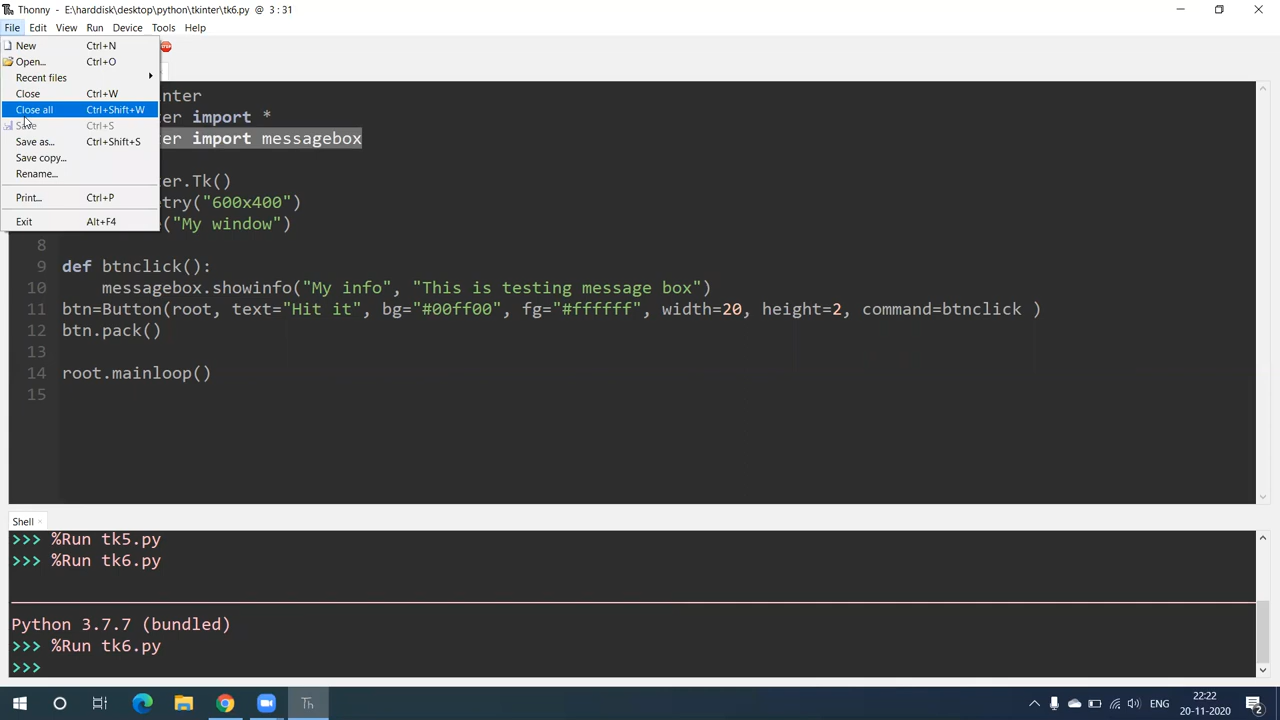 Thonny - E:\harddisk\desktop\python\tkinter\tk6.py @ 3 : 31
File Edit View Run Device Tools Help
New Ctrl+N
Open... Ctrl+O
Recent files
Close Ctrl+W
Close all Ctrl+Shift+W
Save Ctrl+S
Save as... Ctrl+Shift+S
Save copy...
Rename...
Print... Ctrl+P
Exit Alt+F4
nter
ter import *
ter import messagebox
er.Tk()
etry("600x400")
("My window")
8
9 def btnclick():
10 messagebox.showinfo("My info", "This is testing message box")
11 btn=Button(root, text="Hit it", bg="#00ff00", fg="#ffffff", width=20, height=2, command=btnclick )
12 btn.pack()
13
14 root.mainloop()
15
Shell
>>> %Run tk5.py
>>> %Run tk6.py
Python 3.7.7 (bundled)
>>> %Run tk6.py
>>>
Th
ENG
22:22
20-11-2020
2